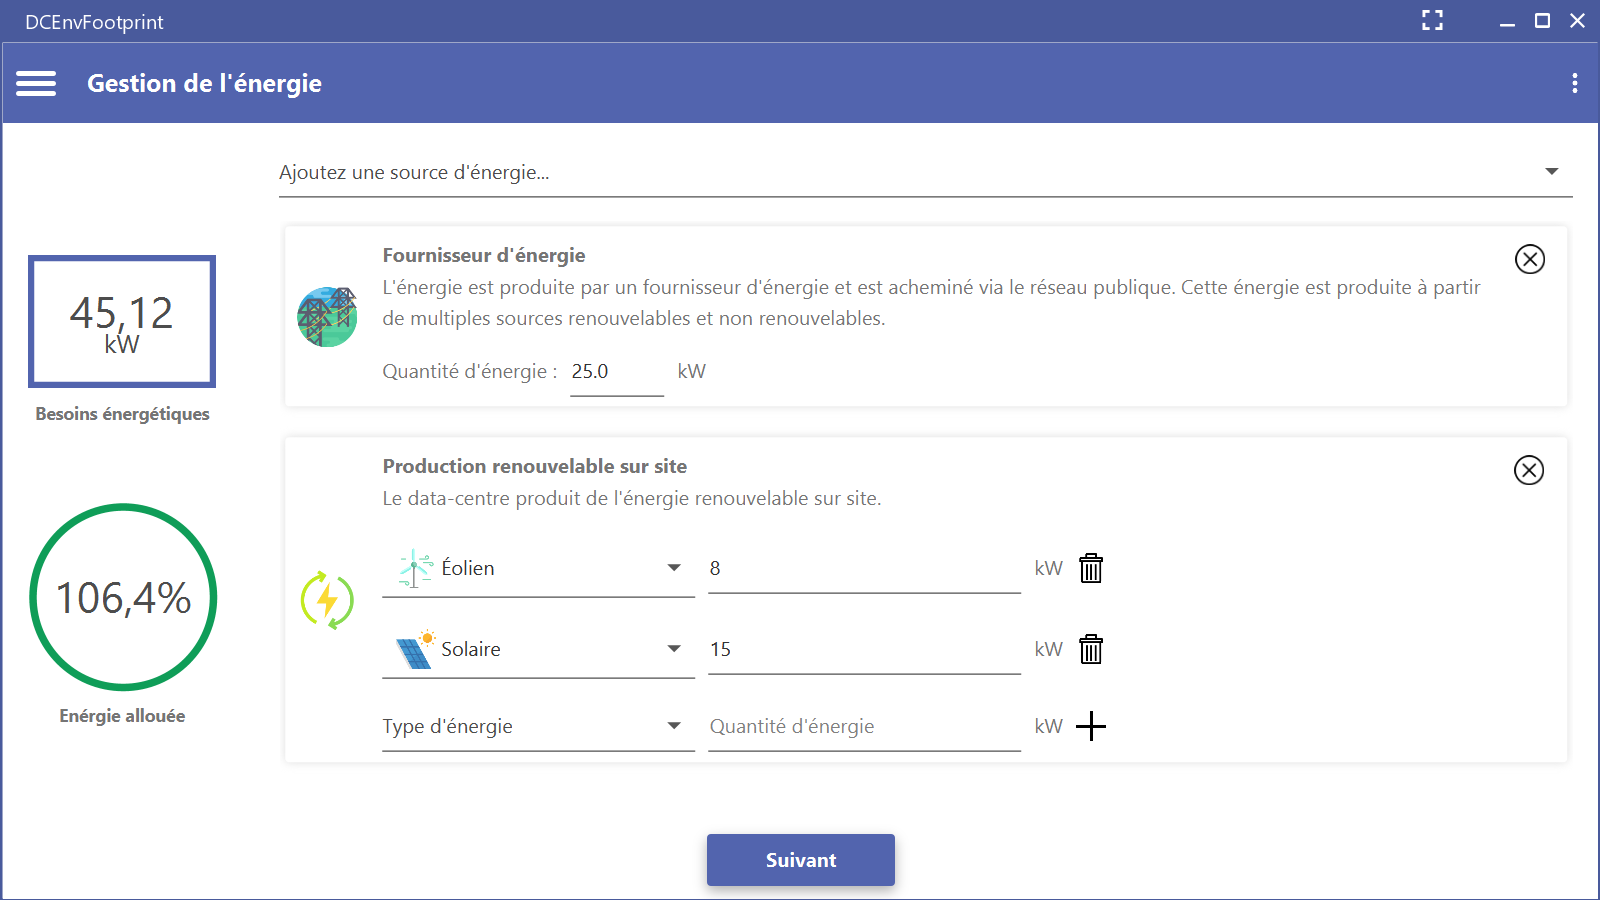 DCEnvFootprint
Gestion de l'énergie
Ajoutez une source d'énergie...
45,12
kW
Besoins énergétiques
106,4%
Enérgie allouée
Fournisseur d'énergie
L'énergie est produite par un fournisseur d'énergie et est acheminé via le réseau publique. Cette énergie est produite à partir
de multiples sources renouvelables et non renouvelables.
Quantité d'énergie : 25.0 kW
Production renouvelable sur site
Le data-centre produit de l'énergie renouvelable sur site.
Éolien 8 kW
Solaire 15 kW
Type d'énergie Quantité d'énergie kW
Suivant